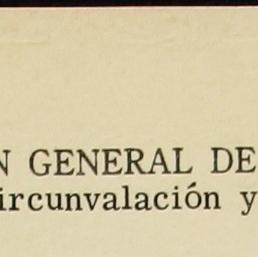 N GENERAL DE
ircunvalación y